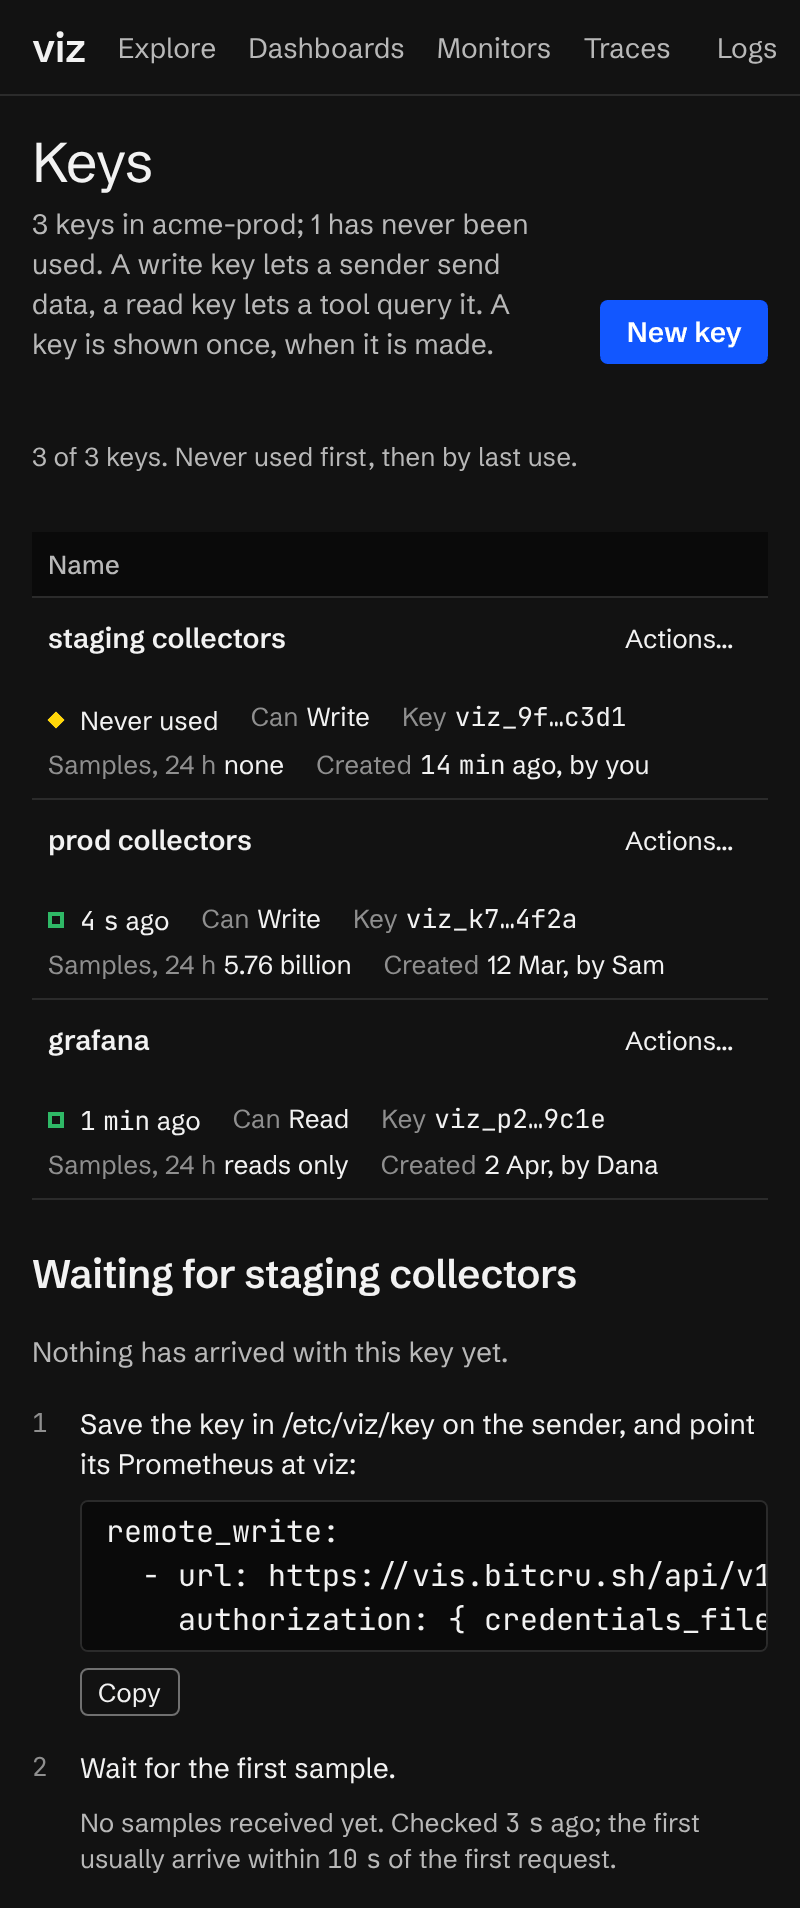 viz Explore Dashboards Monitors Traces Logs
Keys
3 keys in acme-prod; 1 has never been
used. A write key lets a sender send
data, a read key lets a tool query it. A
key is shown once, when it is made.
New key
3 of 3 keys. Never used first, then by last use.
Name
staging collectors Actions…
Never used Can Write Key viz_9f…c3d1
Samples, 24 h none Created 14 min ago, by you
prod collectors Actions…
4 s ago Can Write Key viz_k7…4f2a
Samples, 24 h 5.76 billion Created 12 Mar, by Sam
grafana Actions…
1 min ago Can Read Key viz_p2…9c1e
Samples, 24 h reads only Created 2 Apr, by Dana
Waiting for staging collectors
Nothing has arrived with this key yet.
1 Save the key in /etc/viz/key on the sender, and point
its Prometheus at viz:
remote_write:
- url: https://vis.bitcru.sh/api/v1
authorization: { credentials_file
Copy
2 Wait for the first sample.
No samples received yet. Checked 3 s ago; the first
usually arrive within 10 s of the first request.